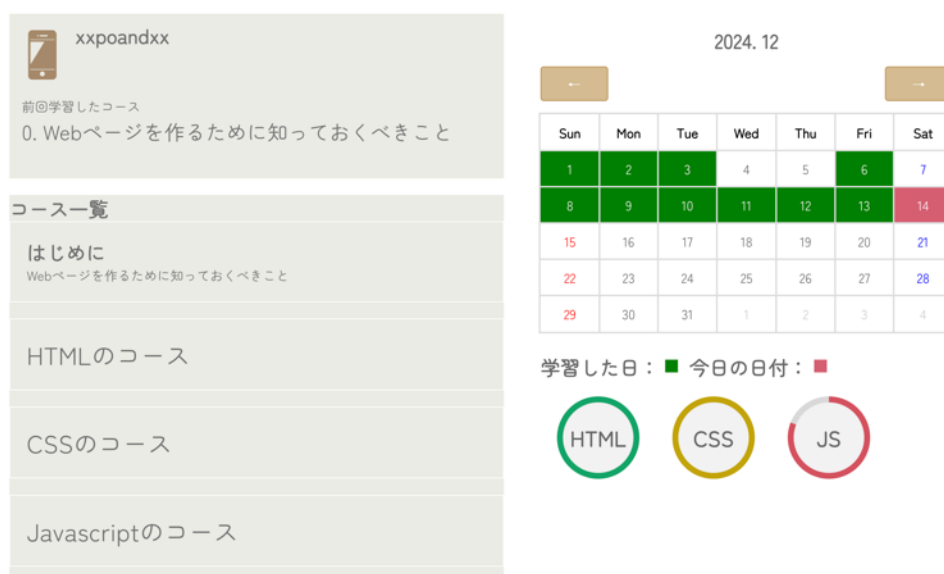 xxpoandxx
前回学習したコース
0. Webページを作るために知っておくべきこと
コース一覧
はじめに
Webページを作るために知っておくべきこと
HTMLのコース
CSSのコース
Javascriptのコース
2024. 12
← →
Sun Mon Tue Wed Thu Fri Sat
1 2 3 4 5 6 7
8 9 10 11 12 13 14
15 16 17 18 19 20 21
22 23 24 25 26 27 28
29 30 31 1 2 3 4
学習した日： 今日の日付：
HTML CSS JS